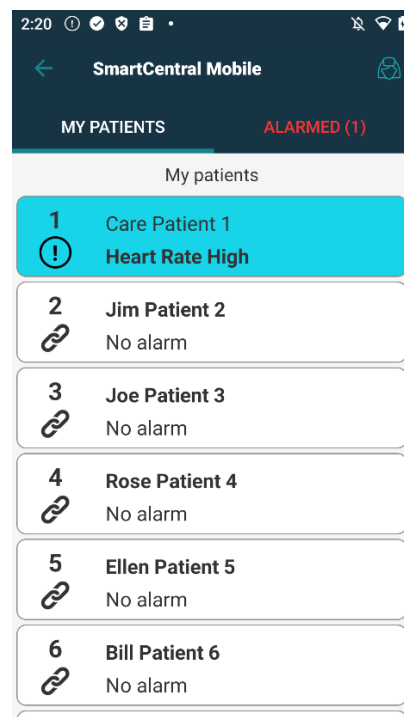 2:20
SmartCentral Mobile
MY PATIENTS
ALARMED (1)
My patients
1
Care Patient 1
Heart Rate High
2
Jim Patient 2
No alarm
3
Joe Patient 3
No alarm
4
Rose Patient 4
No alarm
5
Ellen Patient 5
No alarm
6
Bill Patient 6
No alarm